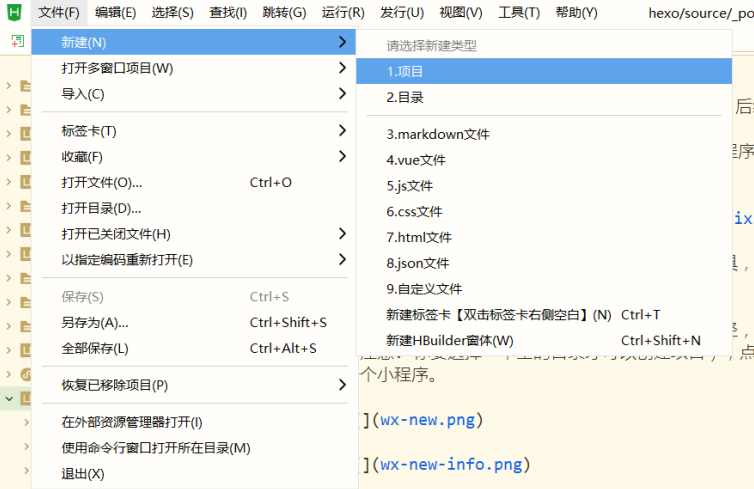 文件(F) 编辑(E) 选择(S) 查找(I) 跳转(G) 运行(R) 发行(U) 视图(V) 工具(T) 帮助(Y) hexo/source/_po
新建(N)
打开多窗口项目(W)
导入(C)
标签卡(T)
收藏(F)
打开文件(O)... Ctrl+O
打开目录(D)...
打开已关闭文件(H)
以指定编码重新打开(E)
保存(S) Ctrl+S
另存为(A)... Ctrl+Shift+S
全部保存(L) Ctrl+Alt+S
恢复已移除项目(P)
在外部资源管理器打开(I)
使用命令行窗口打开所在目录(M)
退出(X)
请选择新建类型
1.项目
2.目录
3.markdown文件
4.vue文件
5.js文件
6.css文件
7.html文件
8.json文件
9.自定义文件
新建标签卡【双击标签卡右侧空白】(N) Ctrl+T
新建HBuilder窗体(W) Ctrl+Shift+N
后
程序
ix
具，
个小程序。
](wx-new.png)
](wx-new-info.png)